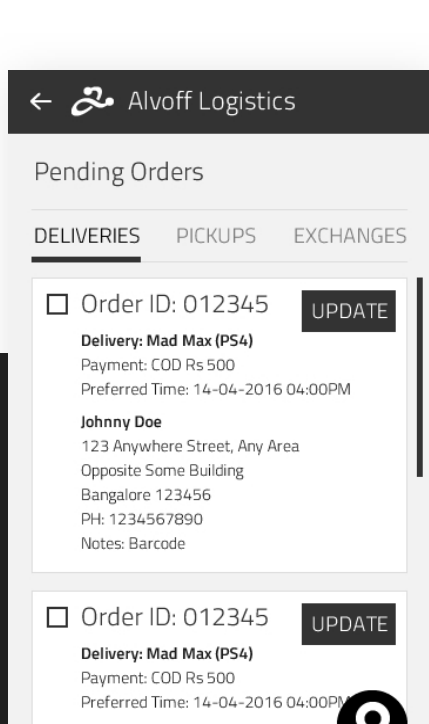 Alvoff Logistics
Pending Orders
DELIVERIES PICKUPS EXCHANGES
Order ID: 012345 UPDATE
Delivery: Mad Max (PS4)
Payment: COD Rs 500
Preferred Time: 14-04-2016 04:00PM
Johnny Doe
123 Anywhere Street, Any Area
Opposite Some Building
Bangalore 123456
PH: 1234567890
Notes: Barcode
Order ID: 012345 UPDATE
Delivery: Mad Max (PS4)
Payment: COD Rs 500
Preferred Time: 14-04-2016 04:00PM